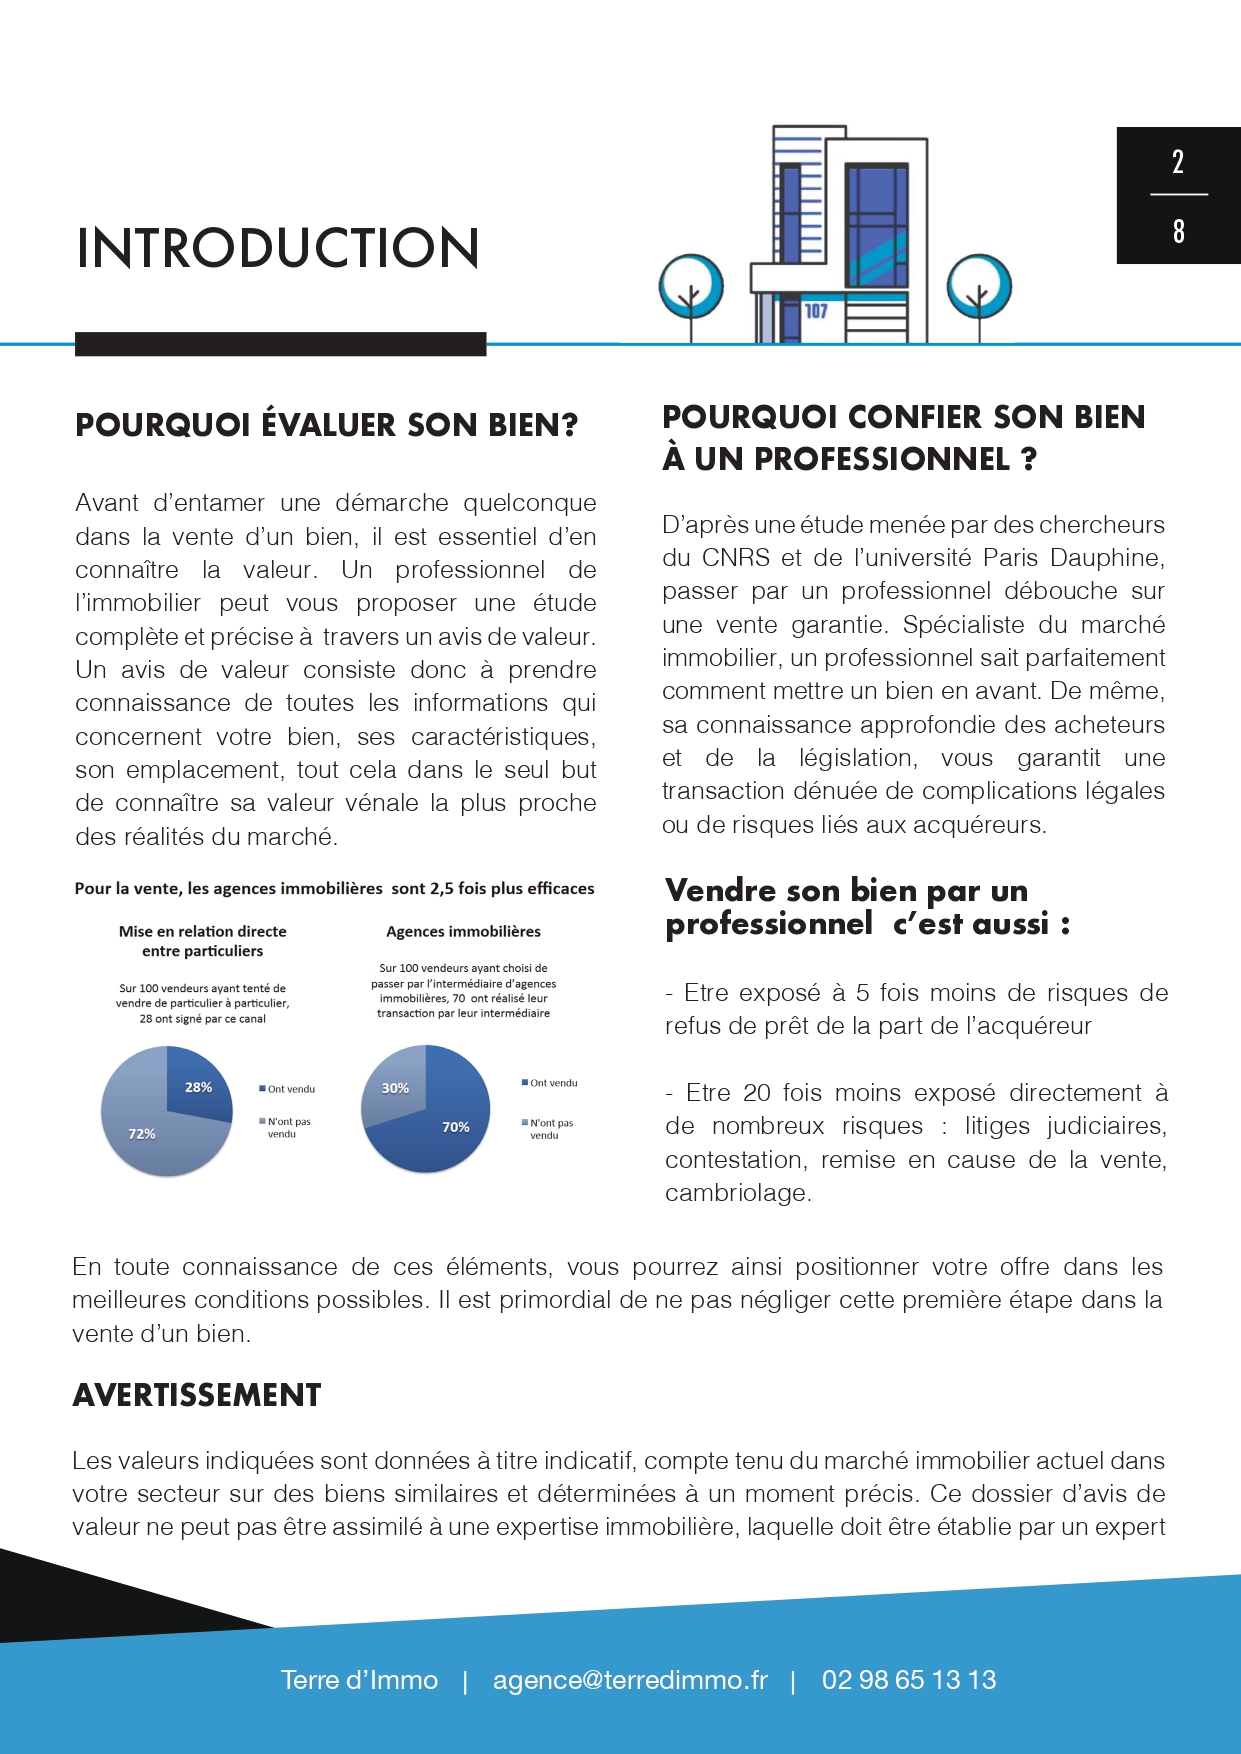 2
8
INTRODUCTION
107
POURQUOI ÉVALUER SON BIEN?
Avant d’entamer une démarche quelconque
dans la vente d’un bien, il est essentiel d’en
connaître la valeur. Un professionnel de
l’immobilier peut vous proposer une étude
complète et précise à travers un avis de valeur.
Un avis de valeur consiste donc à prendre
connaissance de toutes les informations qui
concernent votre bien, ses caractéristiques,
son emplacement, tout cela dans le seul but
de connaître sa valeur vénale la plus proche
des réalités du marché.
Pour la vente, les agences immobilières sont 2,5 fois plus efficaces
Mise en relation directe
entre particuliers
Sur 100 vendeurs ayant tenté de
vendre de particulier à particulier,
28 ont signé par ce canal
28%
72%
Ont vendu
N'ont pas
vendu
Agences immobilières
Sur 100 vendeurs ayant choisi de
passer par l’intermédiaire d’agences
immobilières, 70 ont réalisé leur
transaction par leur intermédiaire
30%
70%
Ont vendu
N'ont pas
vendu
POURQUOI CONFIER SON BIEN
À UN PROFESSIONNEL ?
D’après une étude menée par des chercheurs
du CNRS et de l’université Paris Dauphine,
passer par un professionnel débouche sur
une vente garantie. Spécialiste du marché
immobilier, un professionnel sait parfaitement
comment mettre un bien en avant. De même,
sa connaissance approfondie des acheteurs
et de la législation, vous garantit une
transaction dénuée de complications légales
ou de risques liés aux acquéreurs.
Vendre son bien par un
professionnel c’est aussi :
- Etre exposé à 5 fois moins de risques de
refus de prêt de la part de l’acquéreur
- Etre 20 fois moins exposé directement à
de nombreux risques : litiges judiciaires,
contestation, remise en cause de la vente,
cambriolage.
En toute connaissance de ces éléments, vous pourrez ainsi positionner votre offre dans les
meilleures conditions possibles. Il est primordial de ne pas négliger cette première étape dans la
vente d’un bien.
AVERTISSEMENT
Les valeurs indiquées sont données à titre indicatif, compte tenu du marché immobilier actuel dans
votre secteur sur des biens similaires et déterminées à un moment précis. Ce dossier d’avis de
valeur ne peut pas être assimilé à une expertise immobilière, laquelle doit être établie par un expert
Terre d’Immo | agence@terredimmo.fr | 02 98 65 13 13